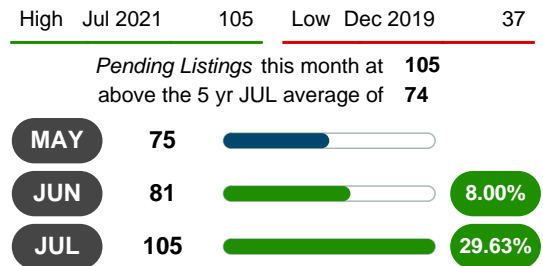 High Jul 2021 105 Low Dec 2019 37
Pending Listings this month at 105
above the 5 yr JUL average of 74
MAY 75
JUN 81 8.00%
JUL 105 29.63%